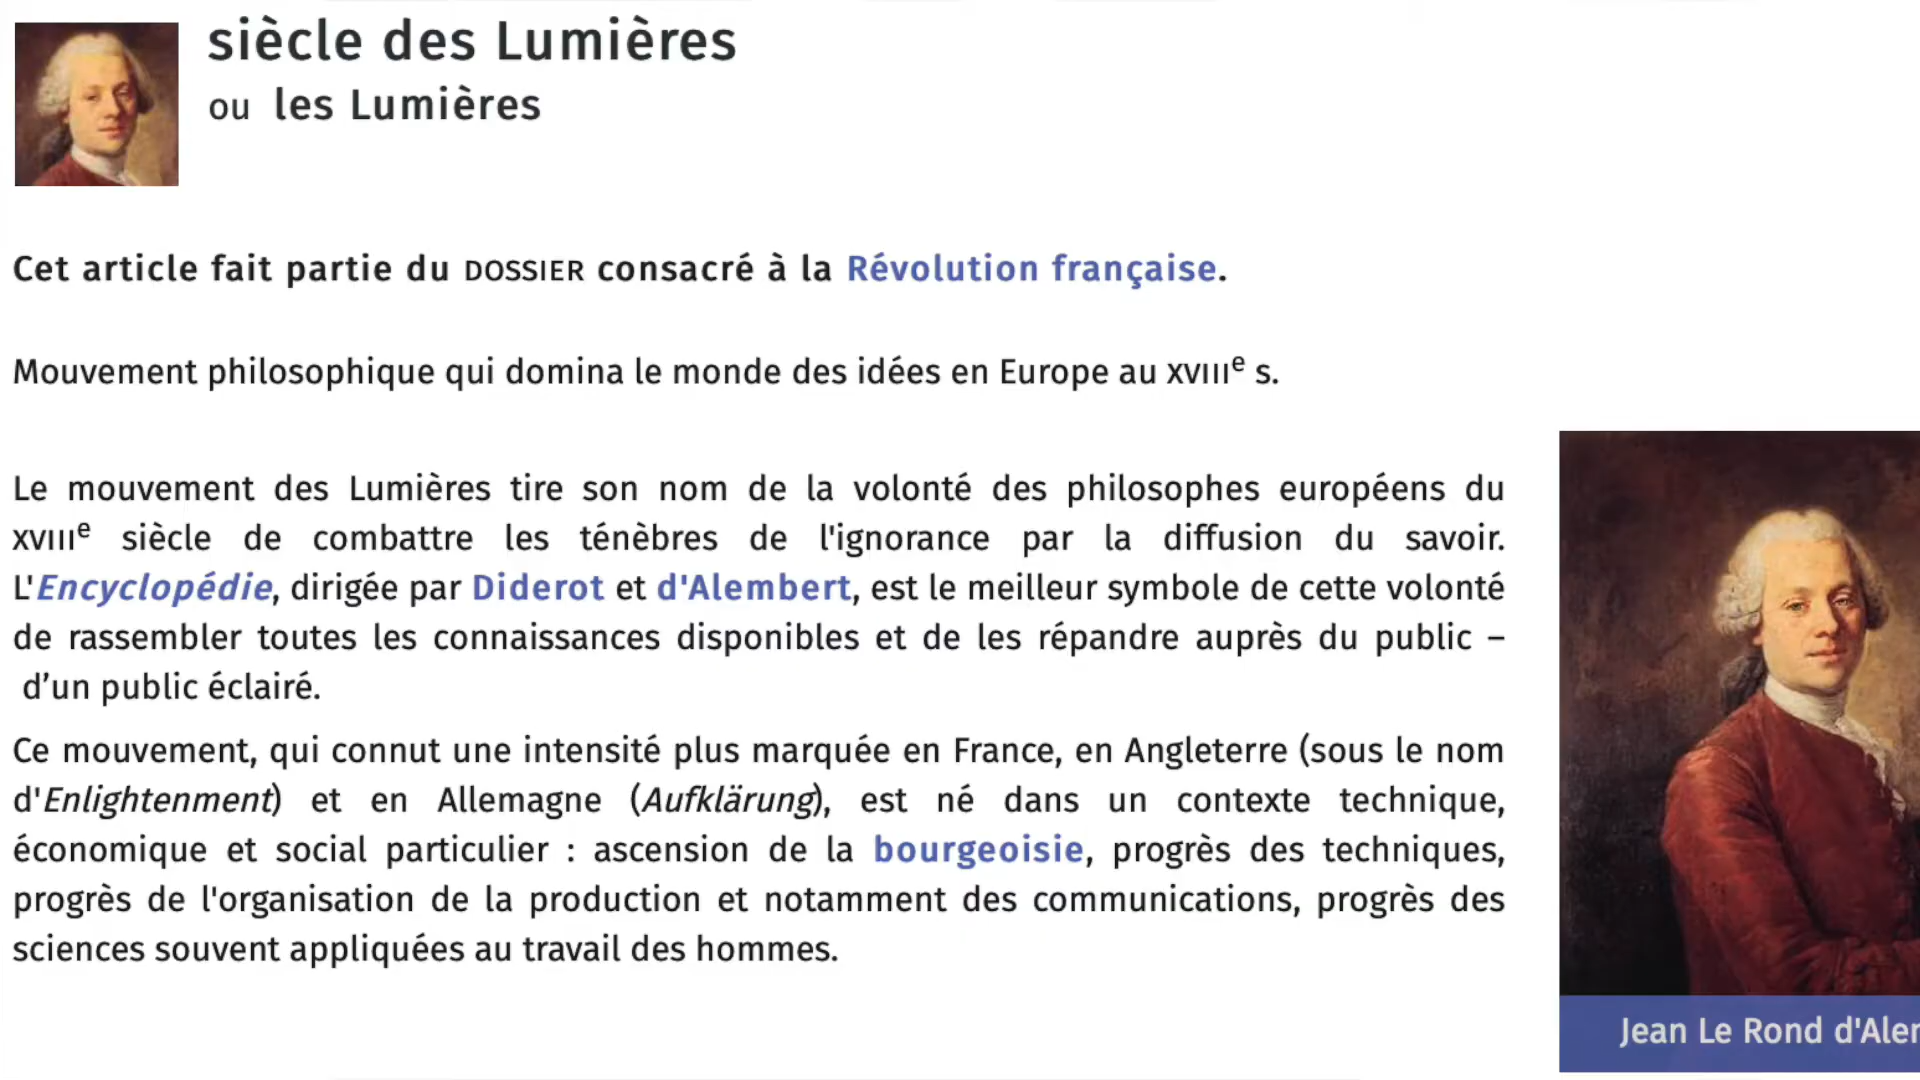 siècle des Lumières
ou les Lumières
Cet article fait partie du DOSSIER consacré à la Révolution française.
Mouvement philosophique qui domina le monde des idées en Europe au XVIIIe s.
Le mouvement des Lumières tire son nom de la volonté des philosophes européens du
XVIIIe siècle de combattre les ténèbres de l'ignorance par la diffusion du savoir.
L'Encyclopédie, dirigée par Diderot et d'Alembert, est le meilleur symbole de cette volonté
de rassembler toutes les connaissances disponibles et de les répandre auprès du public –
d’un public éclairé.
Ce mouvement, qui connut une intensité plus marquée en France, en Angleterre (sous le nom
d'Enlightenment) et en Allemagne (Aufklärung), est né dans un contexte technique,
économique et social particulier : ascension de la bourgeoisie, progrès des techniques,
progrès de l'organisation de la production et notamment des communications, progrès des
sciences souvent appliquées au travail des hommes.
Jean Le Rond